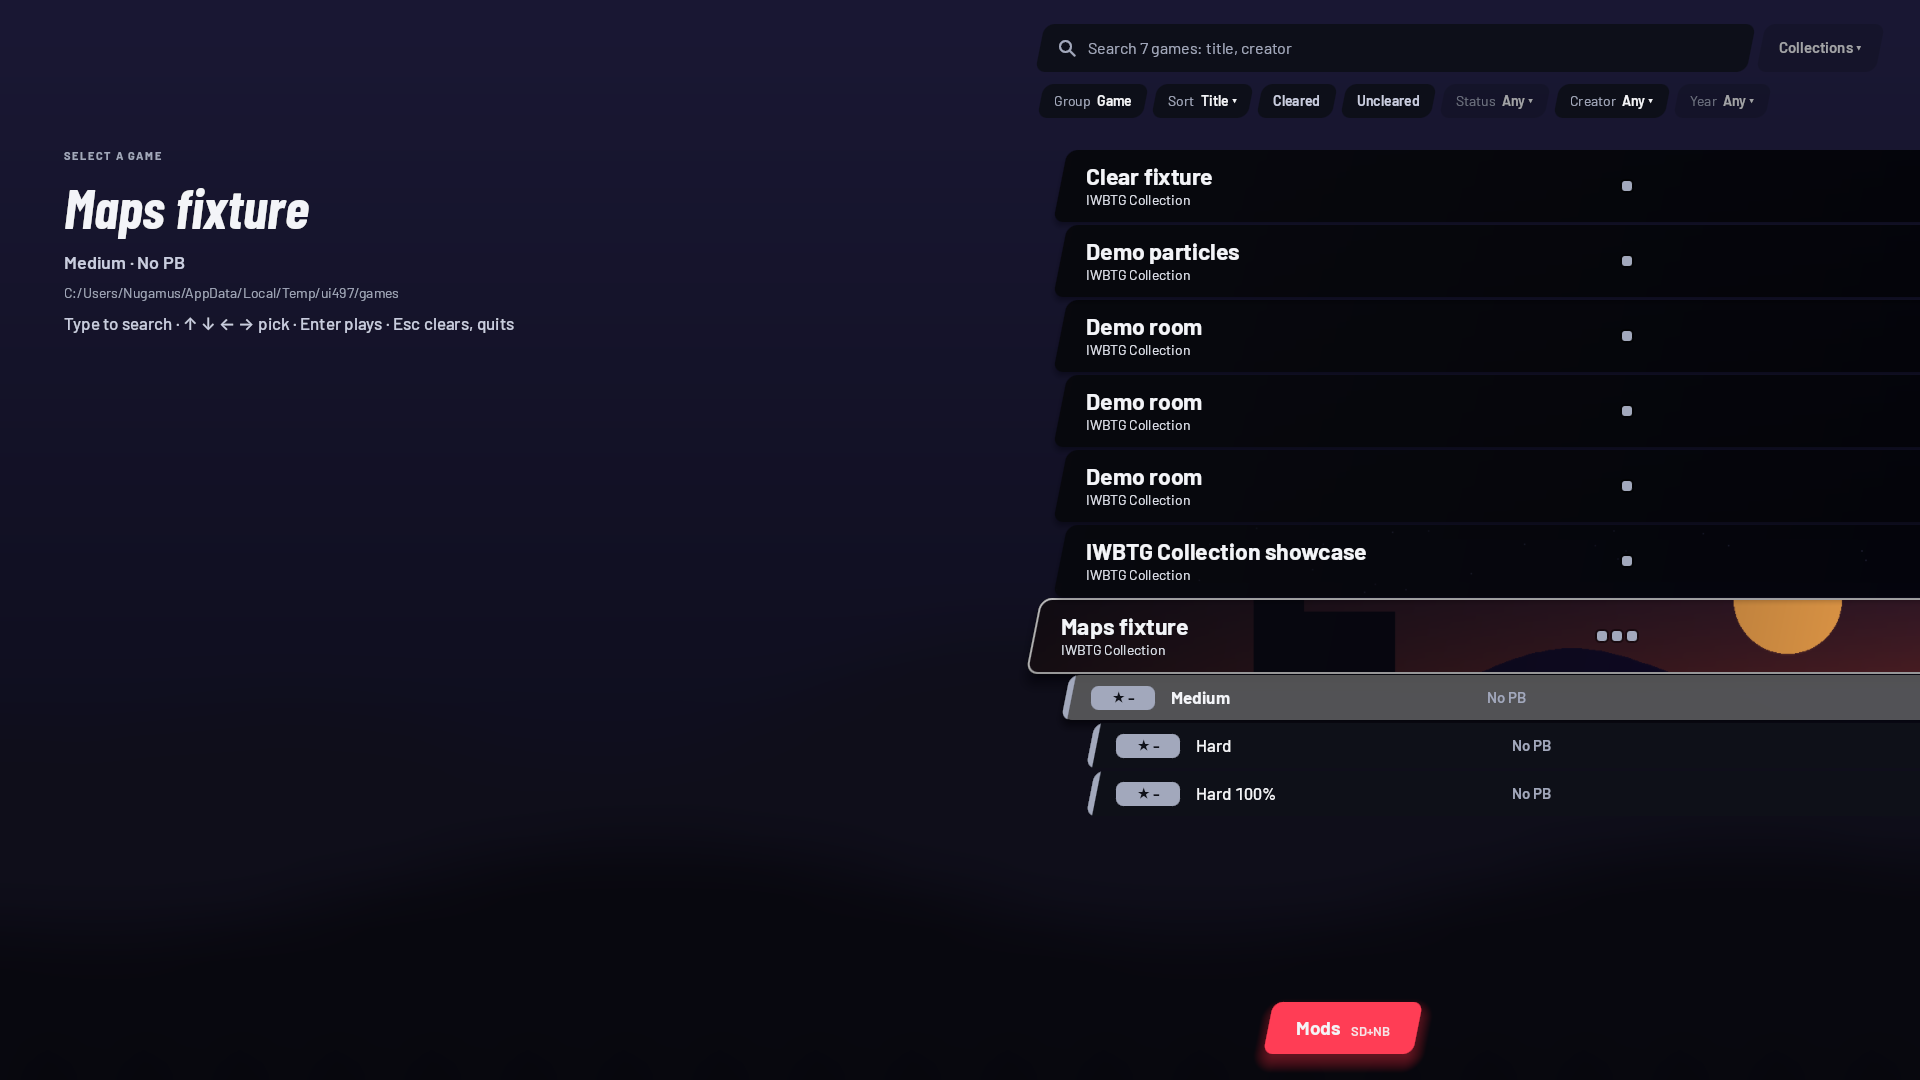 Search 7 games: title, creator
Collections ▾
Group Game
Sort Title ▾
Cleared
Uncleared
Status Any ▾
Creator Any ▾
Year Any ▾
SELECT A GAME
Maps fixture
Medium · No PB
C:/Users/Nugamus/AppData/Local/Temp/ui497/games
Type to search · ↑ ↓ ← → pick · Enter plays · Esc clears, quits
Clear fixture
IWBTG Collection
Demo particles
IWBTG Collection
Demo room
IWBTG Collection
Demo room
IWBTG Collection
Demo room
IWBTG Collection
IWBTG Collection showcase
IWBTG Collection
Maps fixture
IWBTG Collection
★ – Medium No PB
★ – Hard No PB
★ – Hard 100% No PB
Mods SD+NB